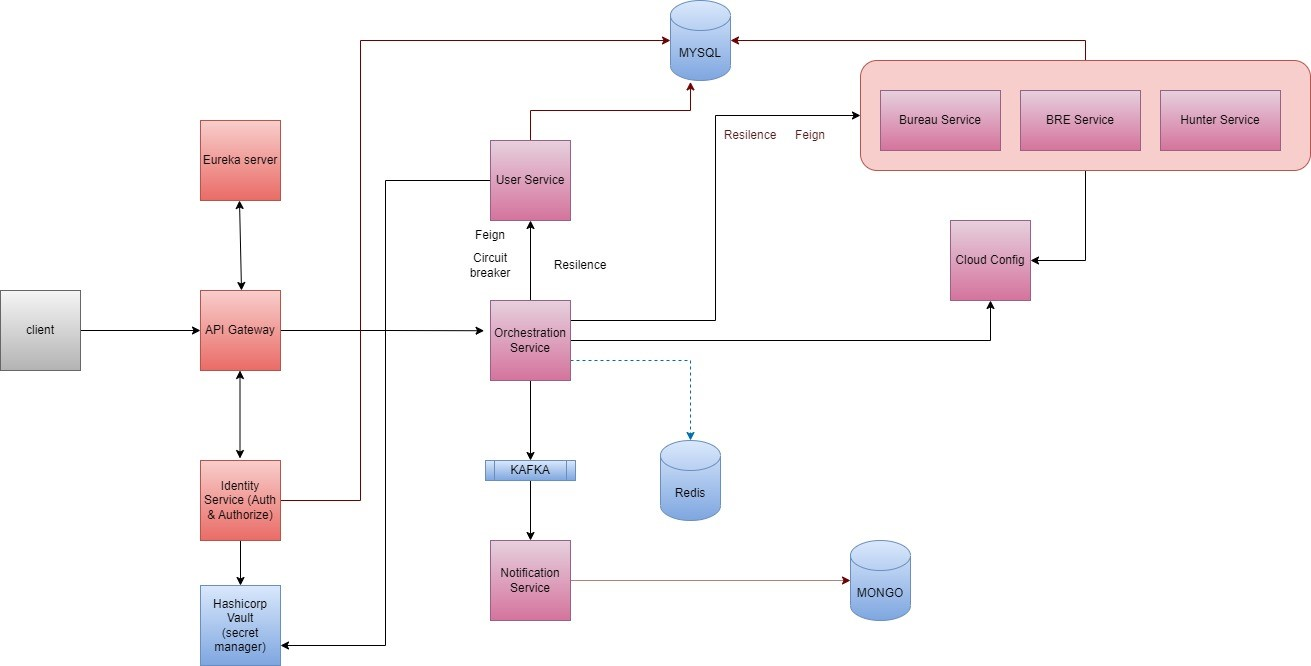 MYSQL
Bureau Service
BRE Service
Hunter Service
Resilence Feign
Eureka server
User Service
Feign
Circuit
breaker
Resilence
Cloud Config
client
API Gateway
Orchestration
Service
KAFKA
Redis
Identity
Service (Auth
& Authorize)
Notification
Service
MONGO
Hashicorp
Vault
(secret
manager)